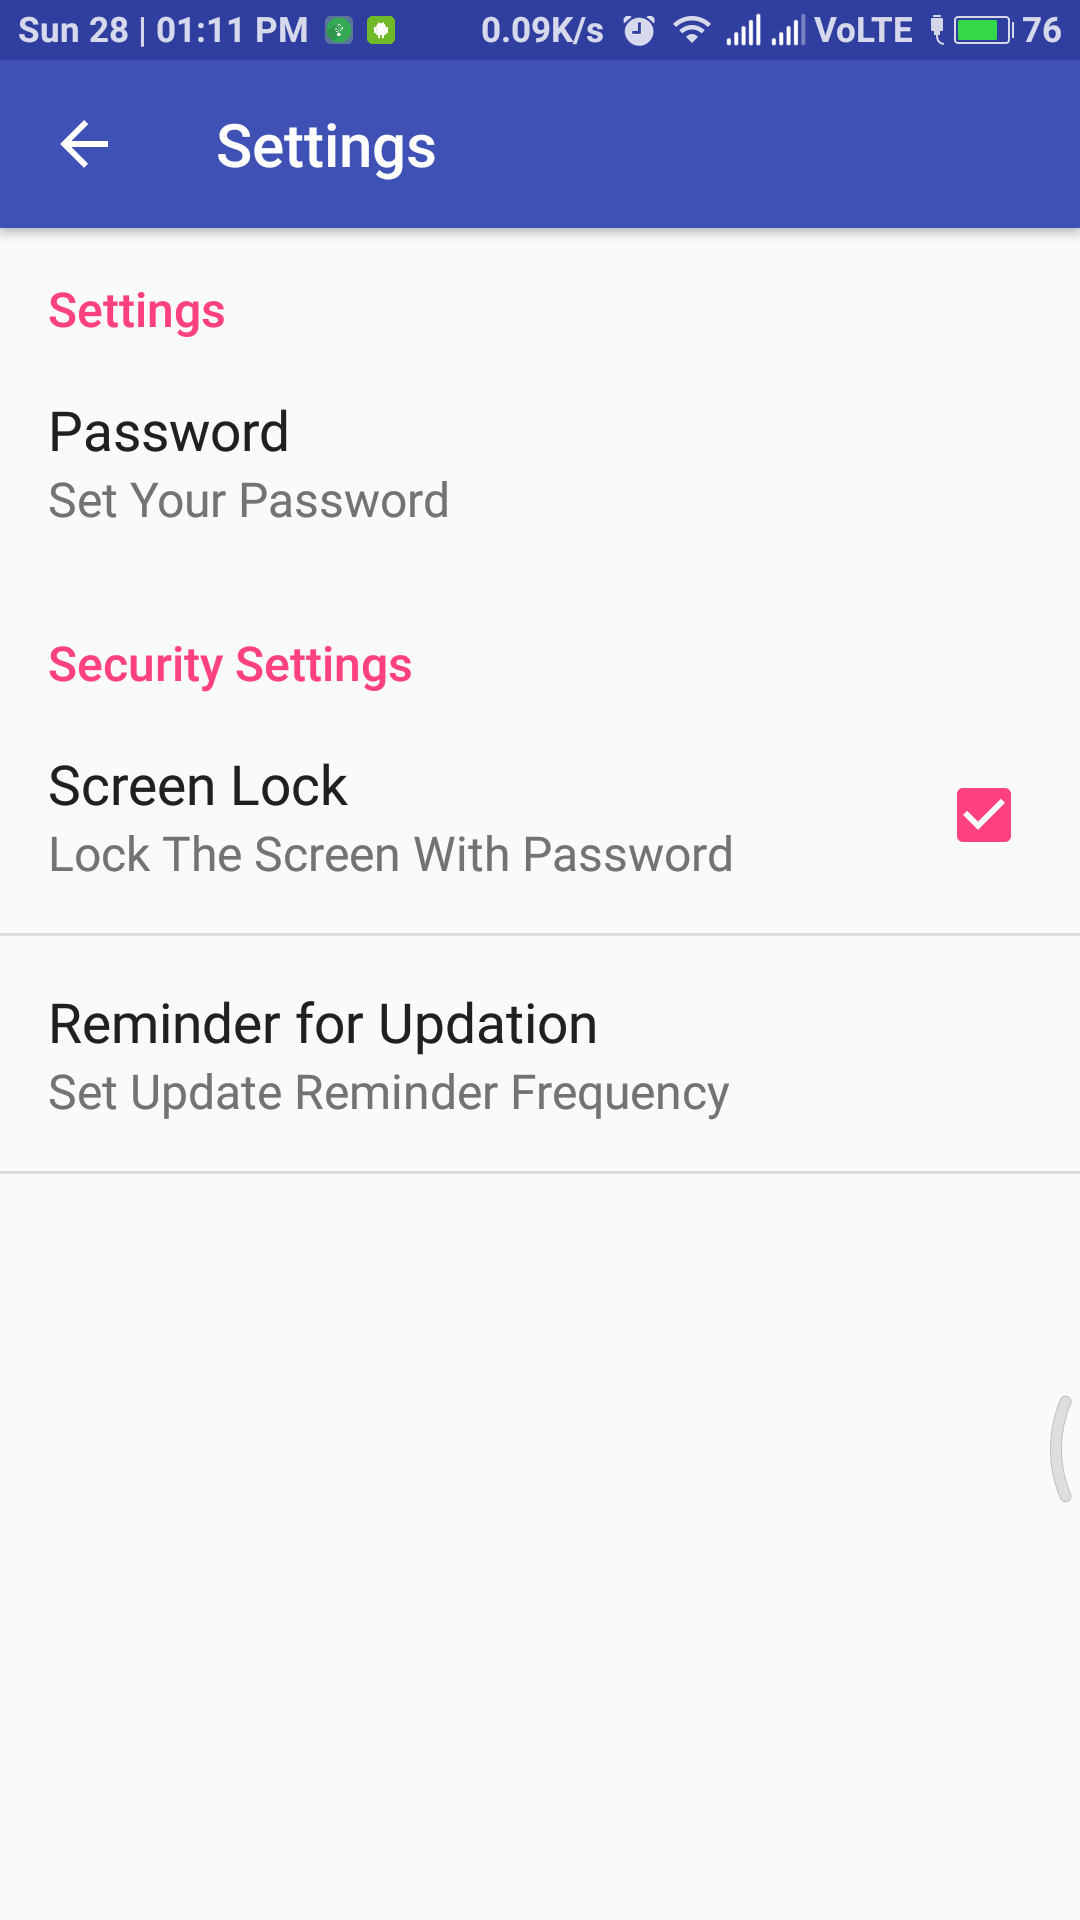 Sun 28 | 01:11 PM 0.09K/s VoLTE 76
Settings
Settings
Password
Set Your Password
Security Settings
Screen Lock
Lock The Screen With Password
Reminder for Updation
Set Update Reminder Frequency